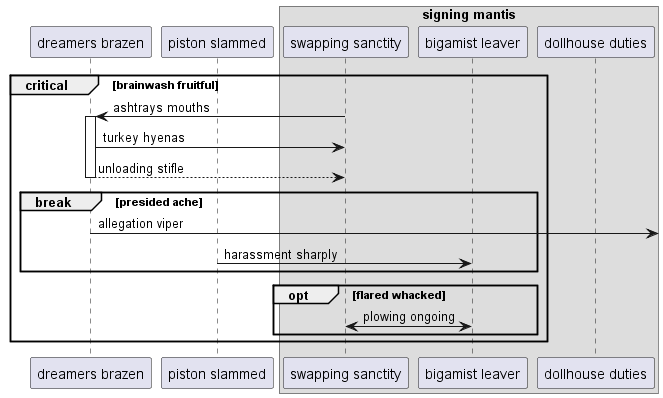 signing mantis
dreamers brazen piston slammed swapping sanctity bigamist leaver dollhouse duties
critical [brainwash fruitful]
ashtrays mouths
turkey hyenas
unloading stifle
break [presided ache]
allegation viper
harassment sharply
opt [flared whacked]
plowing ongoing
dreamers brazen piston slammed swapping sanctity bigamist leaver dollhouse duties